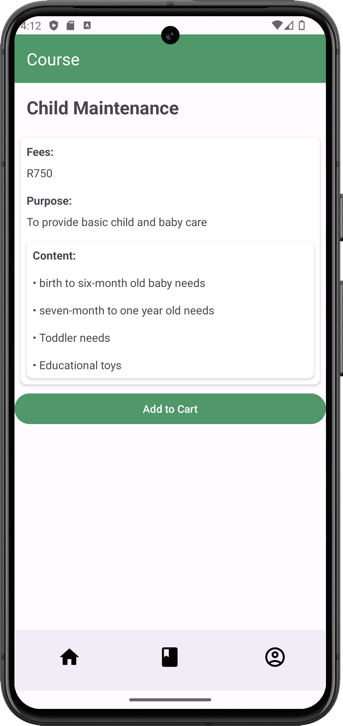 4:12
Course
Child Maintenance
Fees:
R750
Purpose:
To provide basic child and baby care
Content:
• birth to six-month old baby needs
• seven-month to one year old needs
• Toddler needs
• Educational toys
Add to Cart